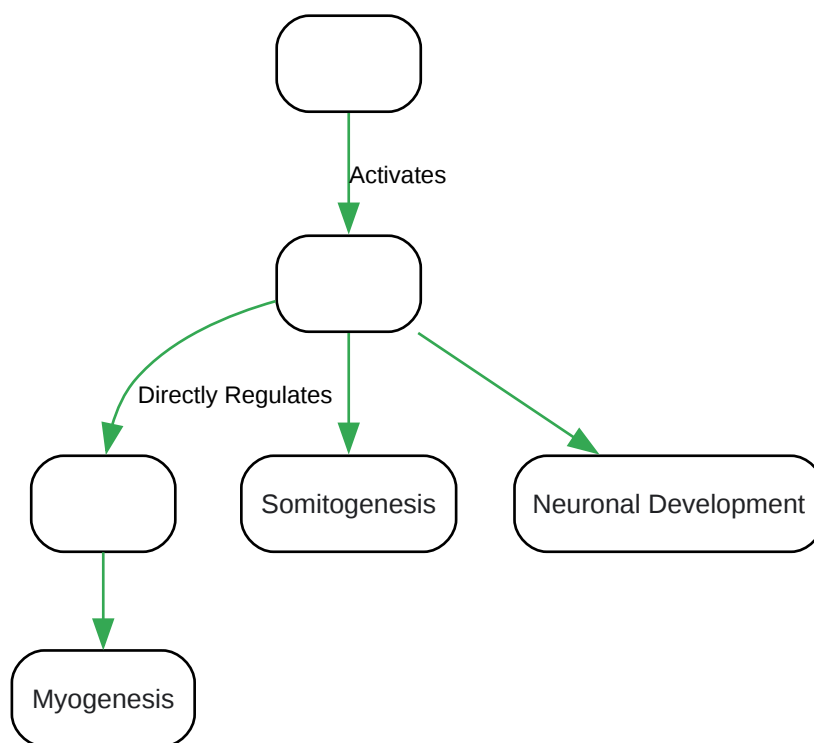 Activates
Directly Regulates
Somitogenesis
Neuronal Development
Myogenesis